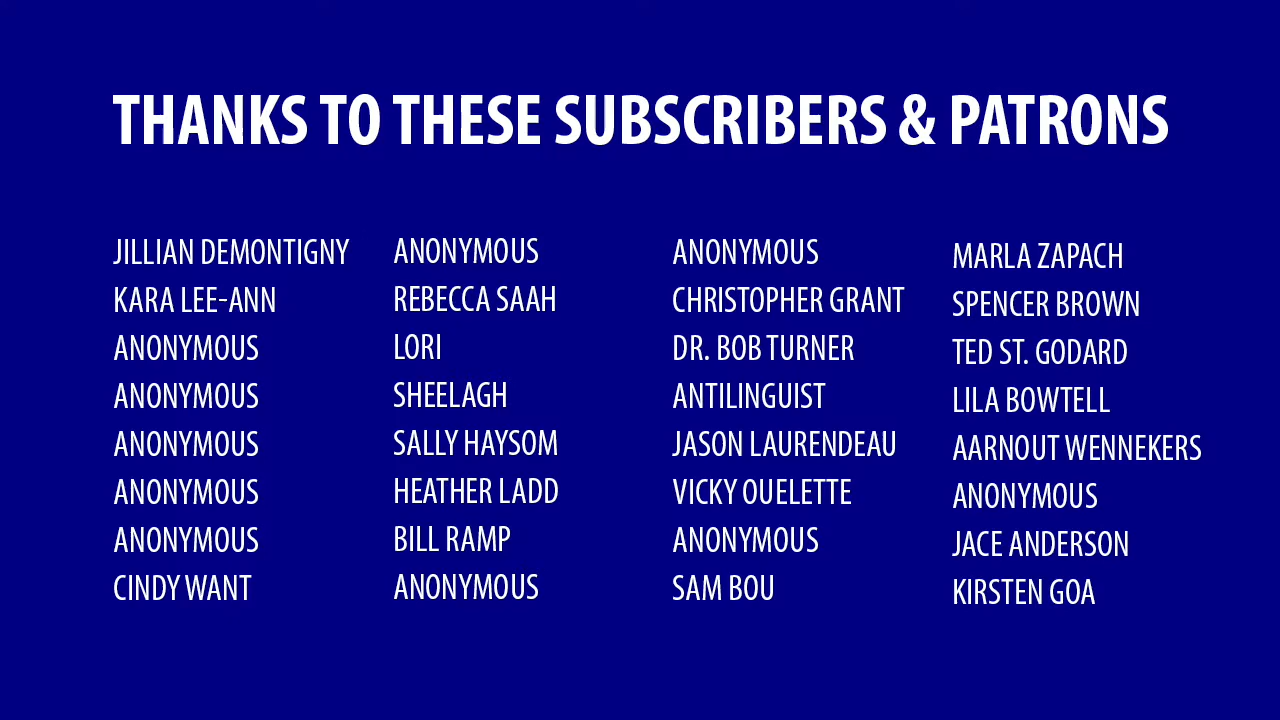 THANKS TO THESE SUBSCRIBERS & PATRONS
JILLIAN DEMONTIGNY
KARA LEE-ANN
ANONYMOUS
ANONYMOUS
ANONYMOUS
ANONYMOUS
ANONYMOUS
CINDY WANT
ANONYMOUS
REBECCA SAAH
LORI
SHEELAGH
SALLY HAYSOM
HEATHER LADD
BILL RAMP
ANONYMOUS
ANONYMOUS
CHRISTOPHER GRANT
DR. BOB TURNER
ANTILINGUIST
JASON LAURENDEAU
VICKY OUELETTE
ANONYMOUS
SAM BOU
MARLA ZAPACH
SPENCER BROWN
TED ST. GODARD
LILA BOWTELL
AARNOUT WENNEKERS
ANONYMOUS
JACE ANDERSON
KIRSTEN GOA